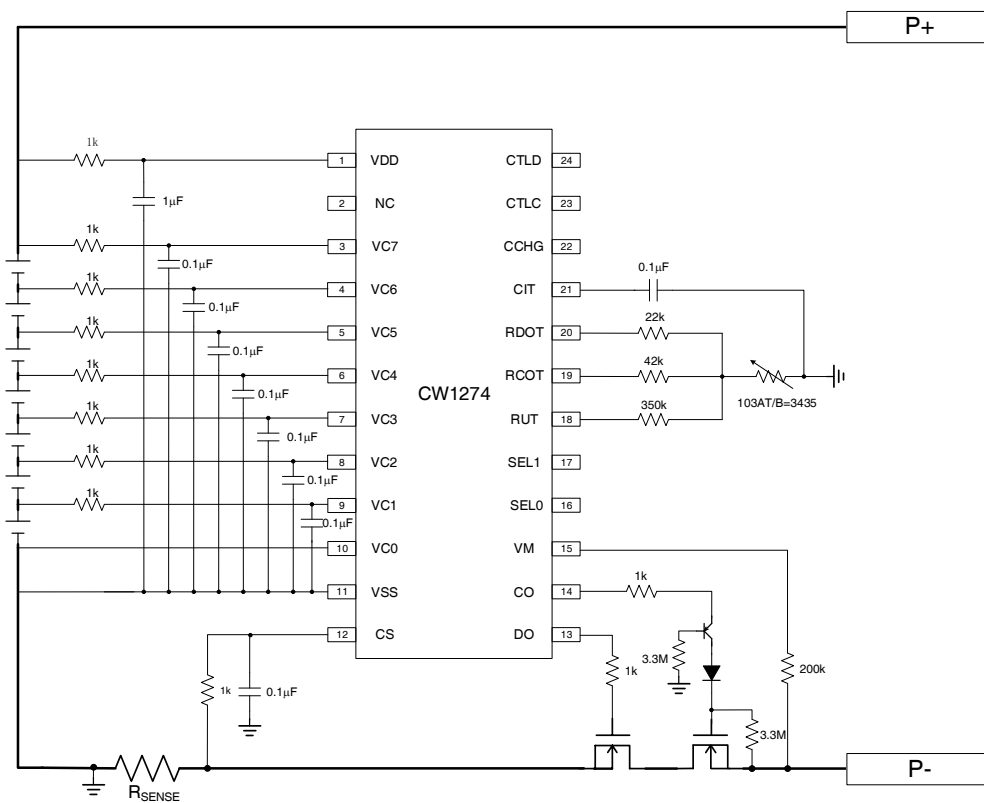 P+
1k
1 VDD CTLD 24
1µF
2 NC CTLC 23
1k
3 VC7 CCHG 22
0.1µF
0.1µF
1k
4 VC6 CIT 21
0.1µF
22k
1k
5 VC5 RDOT 20
0.1µF
42k
1k
6 VC4 RCOT 19
CW1274
0.1µF
103AT/B=3435
350k
1k
7 VC3 RUT 18
0.1µF
1k
8 VC2 SEL1 17
0.1µF
1k
9 VC1 SEL0 16
0.1µF
10 VC0 VM 15
1k
11 VSS CO 14
12 CS DO 13
3.3M
1k
200k
1k
0.1µF
3.3M
P-
RSENSE